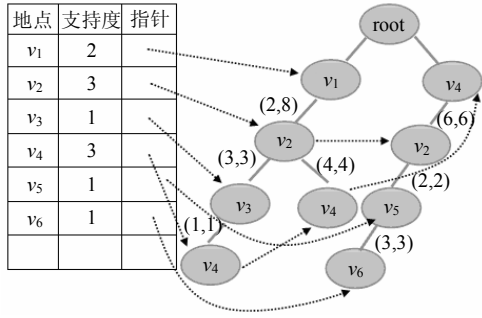 地点 支持度 指针
v1 2
v2 3
v3 1
v4 3
v5 1
v6 1
root
v1 v4
(2,8) (6,6)
v2 v2
(3,3) (4,4) (2,2)
v3 v4 v5
(1,1) (3,3)
v4 v6